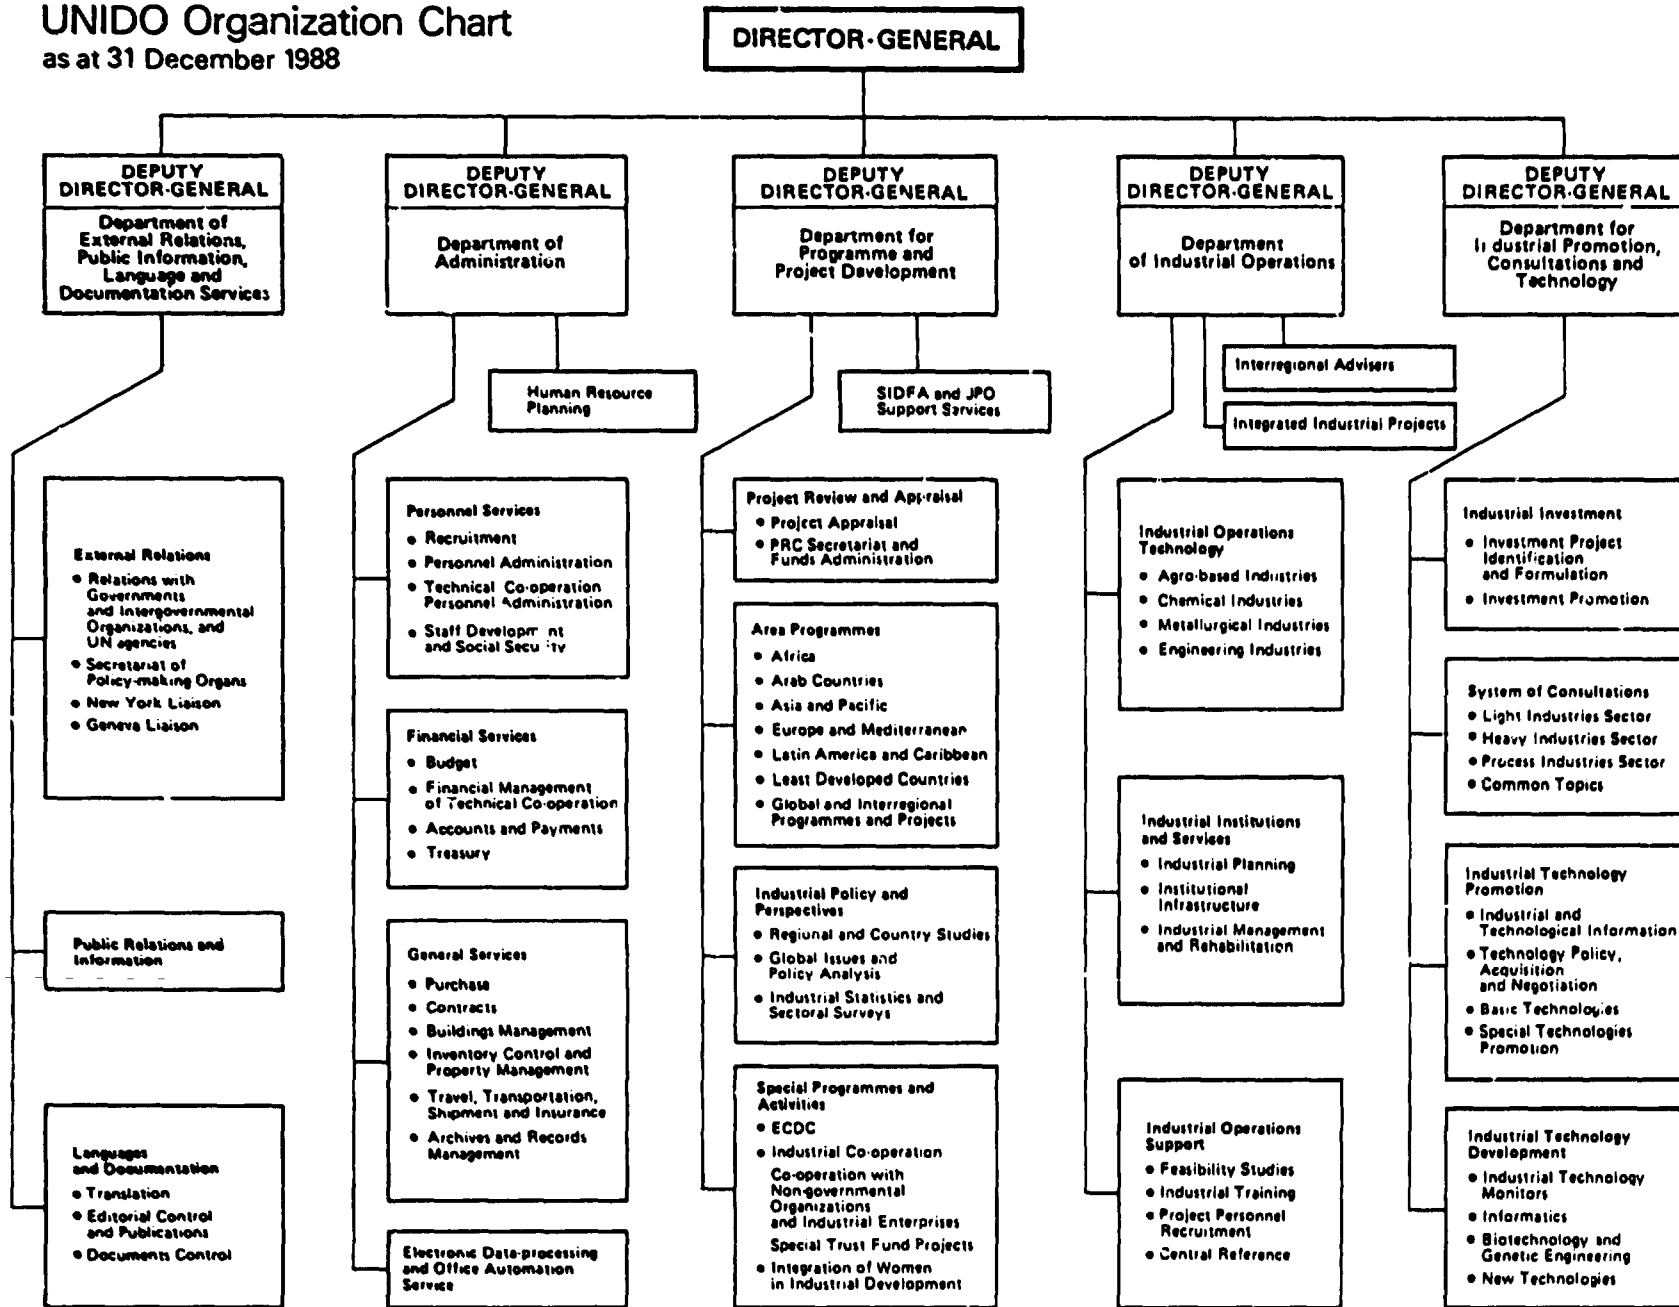 UNIDO Organization Chart
as at 31 December 1988
DIRECTOR-GENERAL
DEPUTY
DIRECTOR-GENERAL
Department of
External Relations,
Public Information,
Language and
Documentation Services
External Relations
• Relations with
Governments
and Intergovernmental
Organizations, and
UN agencies
• Secretariat of
Policy-making Organs
• New York Liaison
• Geneva Liaison
Public Relations and
Information
Languages
and Documentation
• Translation
• Editorial Control
and Publications
• Documents Control
DEPUTY
DIRECTOR-GENERAL
Department of
Administration
Human Resource
Planning
Personnel Services
• Recruitment
• Personnel Administration
• Technical Co-operation
Personnel Administration
• Staff Development
and Social Security
Financial Services
• Budget
• Financial Management
of Technical Co-operation
• Accounts and Payments
• Treasury
General Services
• Purchase
• Contracts
• Buildings Management
• Inventory Control and
Property Management
• Travel, Transportation,
Shipment and Insurance
• Archives and Records
Management
Electronic Data-processing
and Office Automation
Service
DEPUTY
DIRECTOR-GENERAL
Department for
Programme and
Project Development
SIDFA and JPO
Support Services
Project Review and Appraisal
• Project Appraisal
• PRC Secretariat and
Funds Administration
Area Programmes
• Africa
• Arab Countries
• Asia and Pacific
• Europe and Mediterranean
• Latin America and Caribbean
• Least Developed Countries
• Global and Interregional
Programmes and Projects
Industrial Policy and
Perspectives
• Regional and Country Studies
• Global Issues and
Policy Analysis
• Industrial Statistics and
Sectoral Surveys
Special Programmes and
Activities
• ECDC
• Industrial Co-operation
Co-operation with
Non-governmental
Organizations
and Industrial Enterprises
Special Trust Fund Projects
• Integration of Women
in Industrial Development
DEPUTY
DIRECTOR-GENERAL
Department
of Industrial Operations
Interregional Advisers
Integrated Industrial Projects
Industrial Operations
Technology
• Agro-based Industries
• Chemical Industries
• Metallurgical Industries
• Engineering Industries
Industrial Institutions
and Services
• Industrial Planning
• Institutional
Infrastructure
• Industrial Management
and Rehabilitation
Industrial Operations
Support
• Feasibility Studies
• Industrial Training
• Project Personnel
Recruitment
• Central Reference
DEPUTY
DIRECTOR-GENERAL
Department for
Industrial Promotion,
Consultations and
Technology
Industrial Investment
• Investment Project
Identification
and Formulation
• Investment Promotion
System of Consultations
• Light Industries Sector
• Heavy Industries Sector
• Process Industries Sector
• Common Topics
Industrial Technology
Promotion
• Industrial and
Technological Information
• Technology Policy,
Acquisition
and Negotiation
• Basic Technologies
• Special Technologies
Promotion
Industrial Technology
Development
• Industrial Technology
Monitors
• Informatics
• Biotechnology and
Genetic Engineering
• New Technologies